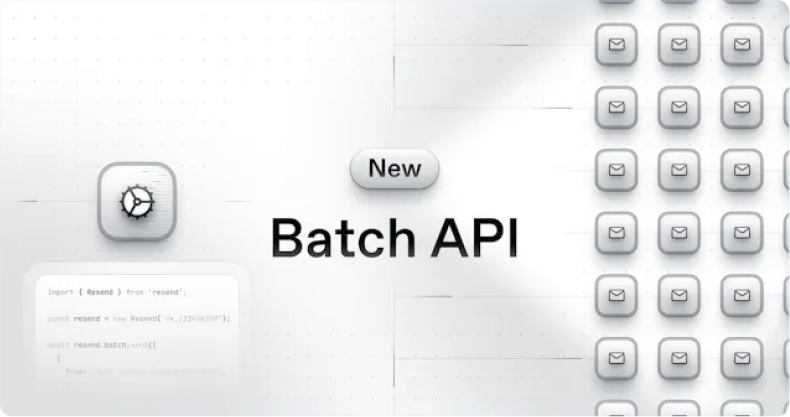 New
Batch API
import { Resend } from 'resend';
const resend = new Resend('re_123456789');
await resend.batch.send([
{
from: